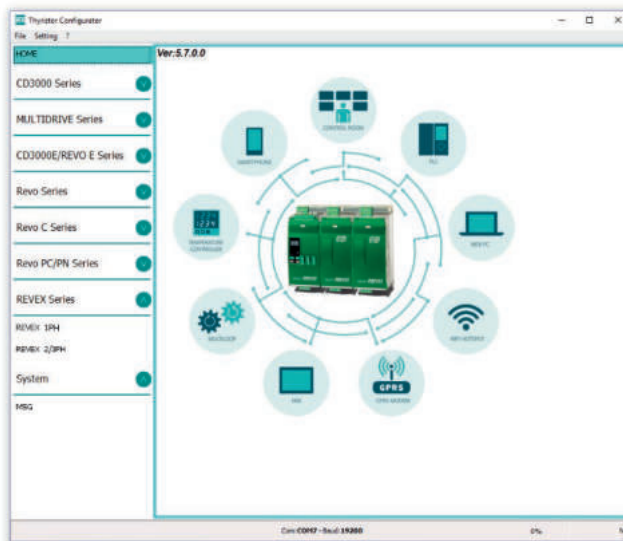 Thyristor Configurator
File Setting ?
HOME
Ver:5.7.0.0
CD3000 Series
MULTIDRIVE Series
CD3000E/REVO E Series
Revo Series
Revo C Series
Revo PC/PN Series
REVEX Series
REVEX 1PH
REVEX 2/3PH
System
MSG
CONTROL ROOM
SMARTPHONE
PLC
TEMPERATURE
CONTROLLER
WEB PC
MULTILOOP
WIFI HOTSPOT
HMI
GPRS
GPRS MODEM
Com:COM7 -Baud:19200
0%